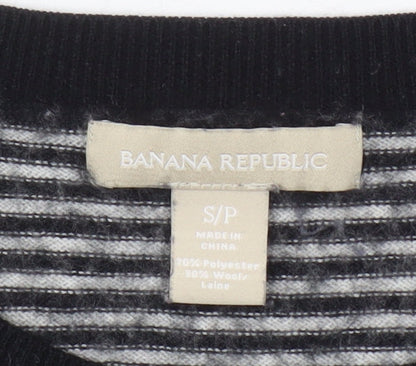 BANANA REPUBLIC
S/P
MADE IN
CHINA
70% Polyester
30% Wool-
Laine